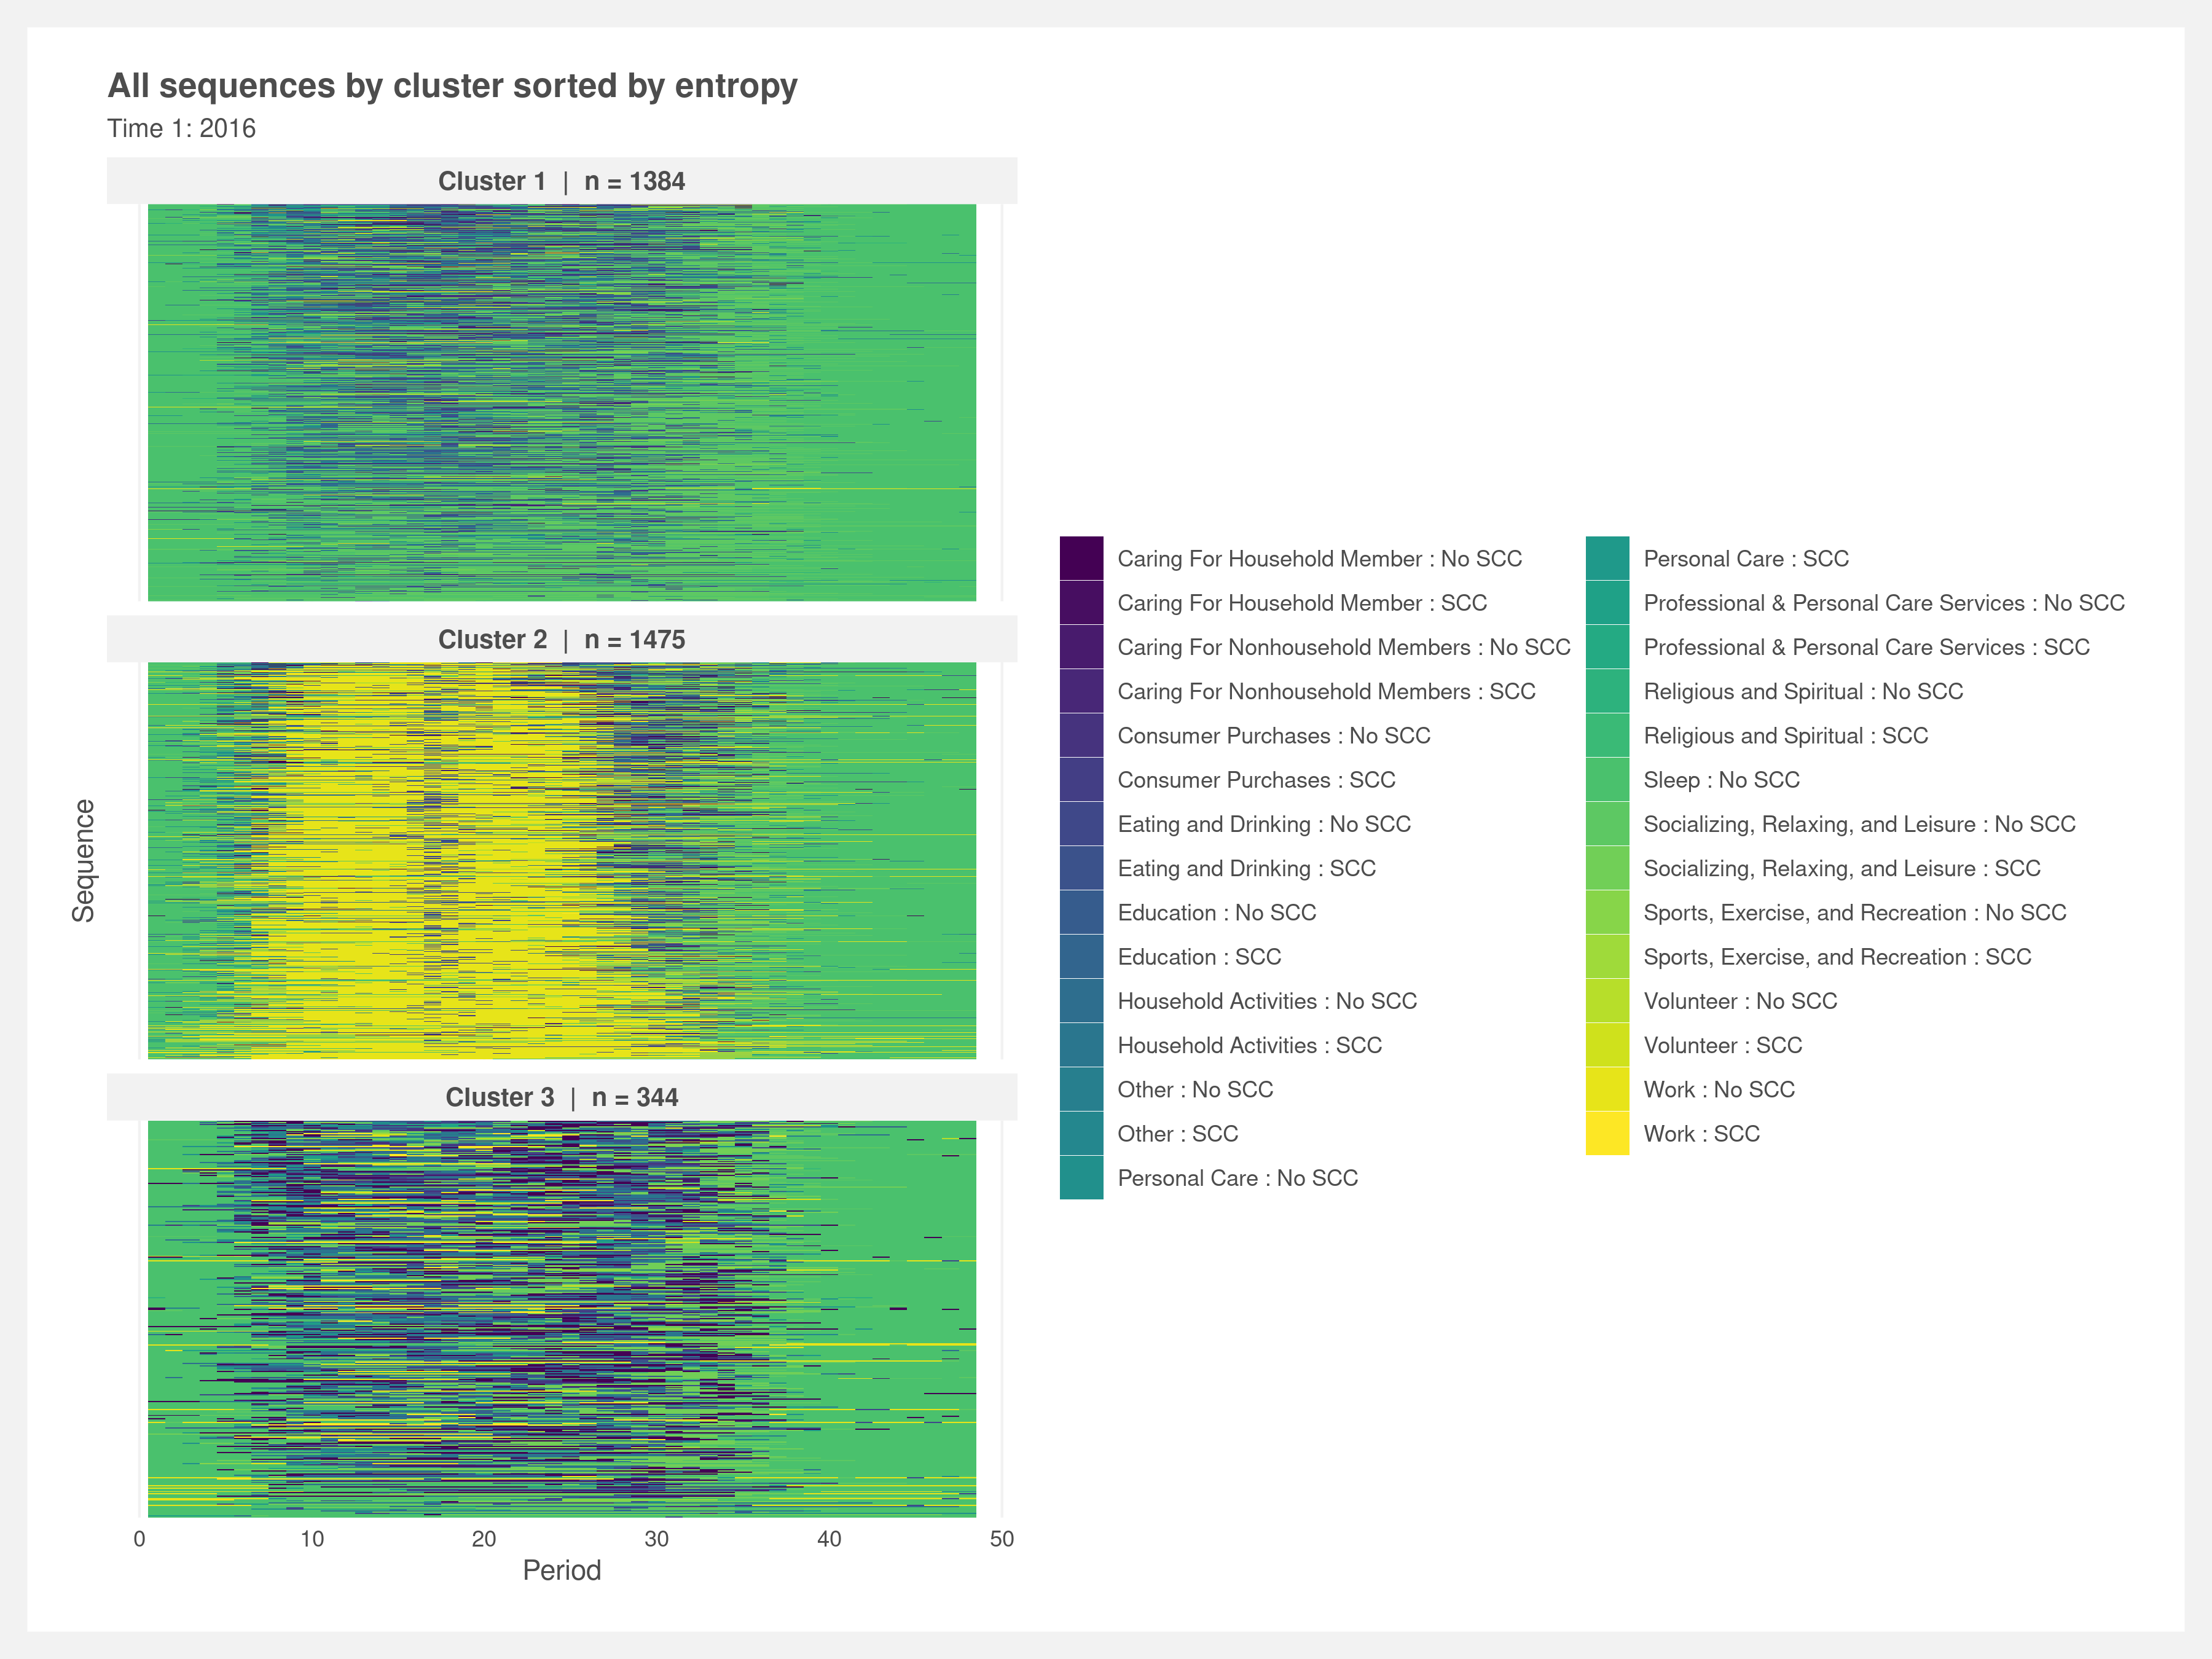 All sequences by cluster sorted by entropy
Time 1: 2016
Cluster 1 | n = 1384
Cluster 2 | n = 1475
Cluster 3 | n = 344
Sequence
0 10 20 30 40 50
Period
Caring For Household Member : No SCC
Caring For Household Member : SCC
Caring For Nonhousehold Members : No SCC
Caring For Nonhousehold Members : SCC
Consumer Purchases : No SCC
Consumer Purchases : SCC
Eating and Drinking : No SCC
Eating and Drinking : SCC
Education : No SCC
Education : SCC
Household Activities : No SCC
Household Activities : SCC
Other : No SCC
Other : SCC
Personal Care : No SCC
Personal Care : SCC
Professional & Personal Care Services : No SCC
Professional & Personal Care Services : SCC
Religious and Spiritual : No SCC
Religious and Spiritual : SCC
Sleep : No SCC
Socializing, Relaxing, and Leisure : No SCC
Socializing, Relaxing, and Leisure : SCC
Sports, Exercise, and Recreation : No SCC
Sports, Exercise, and Recreation : SCC
Volunteer : No SCC
Volunteer : SCC
Work : No SCC
Work : SCC